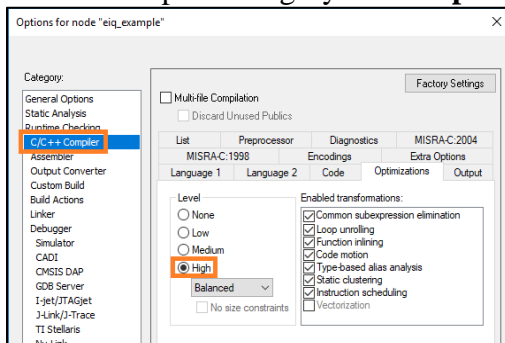 Options for node "eiq_example"
Category:
General Options
Static Analysis
Runtime Checking
C/C++ Compiler
Assembler
Output Converter
Custom Build
Build Actions
Linker
Debugger
Simulator
CADI
CMSIS DAP
GDB Server
I-jet/JTAGjet
J-Link/J-Trace
TI Stellaris
Factory Settings
Multi-file Compilation
Discard Unused Publics
List Preprocessor Diagnostics MISRA-C:2004
MISRA-C:1998 Encodings Extra Options
Language 1 Language 2 Code Optimizations Output
Level
None
Low
Medium
High
Balanced
No size constraints
Enabled transformations:
Common subexpression elimination
Loop unrolling
Function inlining
Code motion
Type-based alias analysis
Static clustering
Instruction scheduling
Vectorization